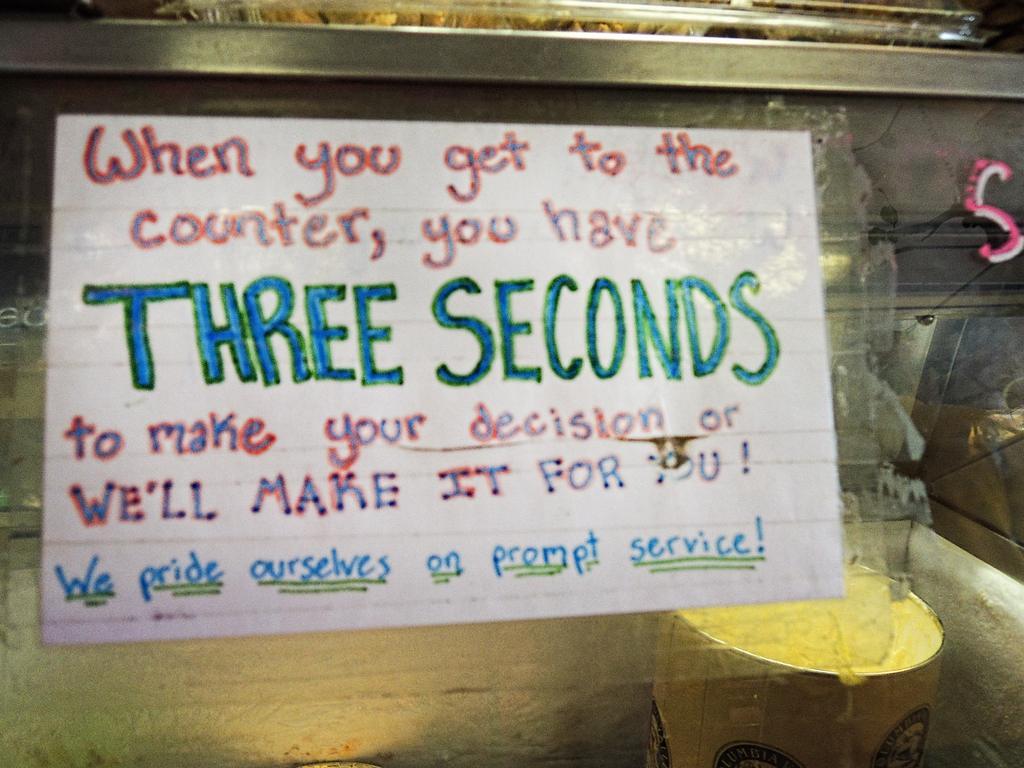 When you get to the
counter, you have
THREE SECONDS
to make your decision or
WE'LL MAKE IT FOR YOU!
We pride ourselves on prompt service!
S